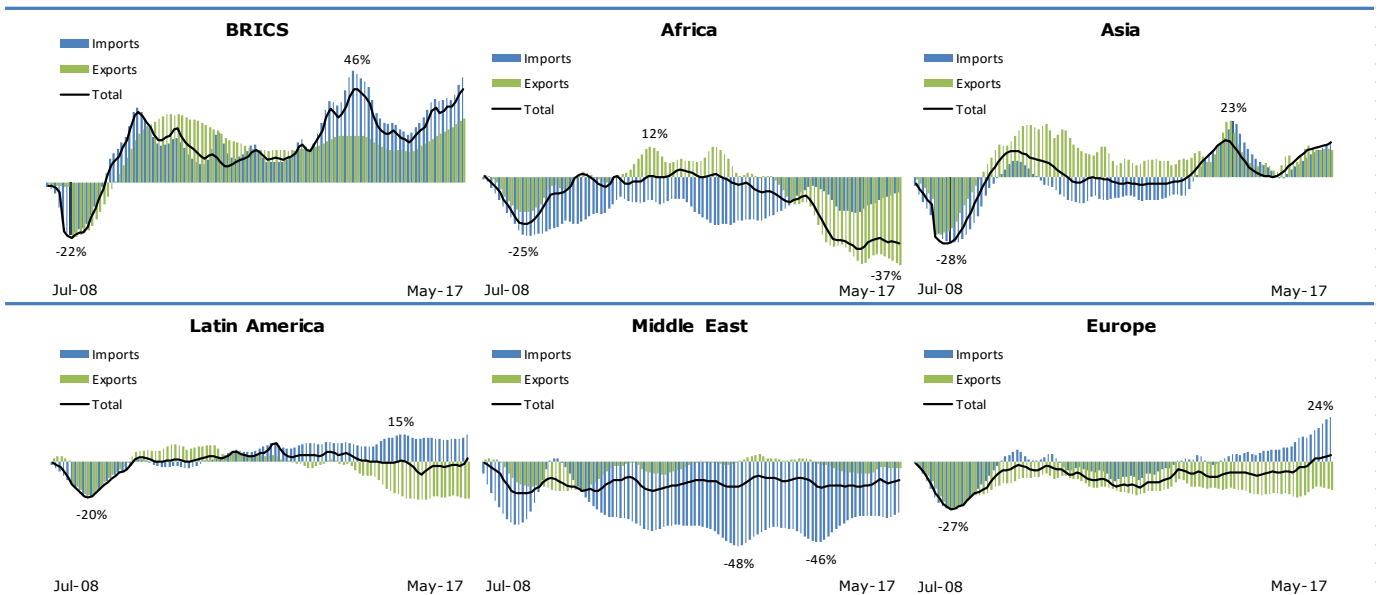 BRICS
Imports
Exports
Total
46%
-22%
Jul-08
May-17
Africa
Imports
Exports
Total
12%
-25%
-37%
Jul-08
May-17
Asia
Imports
Exports
Total
23%
-28%
Jul-08
May-17
Latin America
Imports
Exports
Total
15%
-20%
Jul-08
May-17
Middle East
Imports
Exports
Total
-48%
-46%
Jul-08
May-17
Europe
Imports
Exports
Total
24%
-27%
Jul-08
May-17